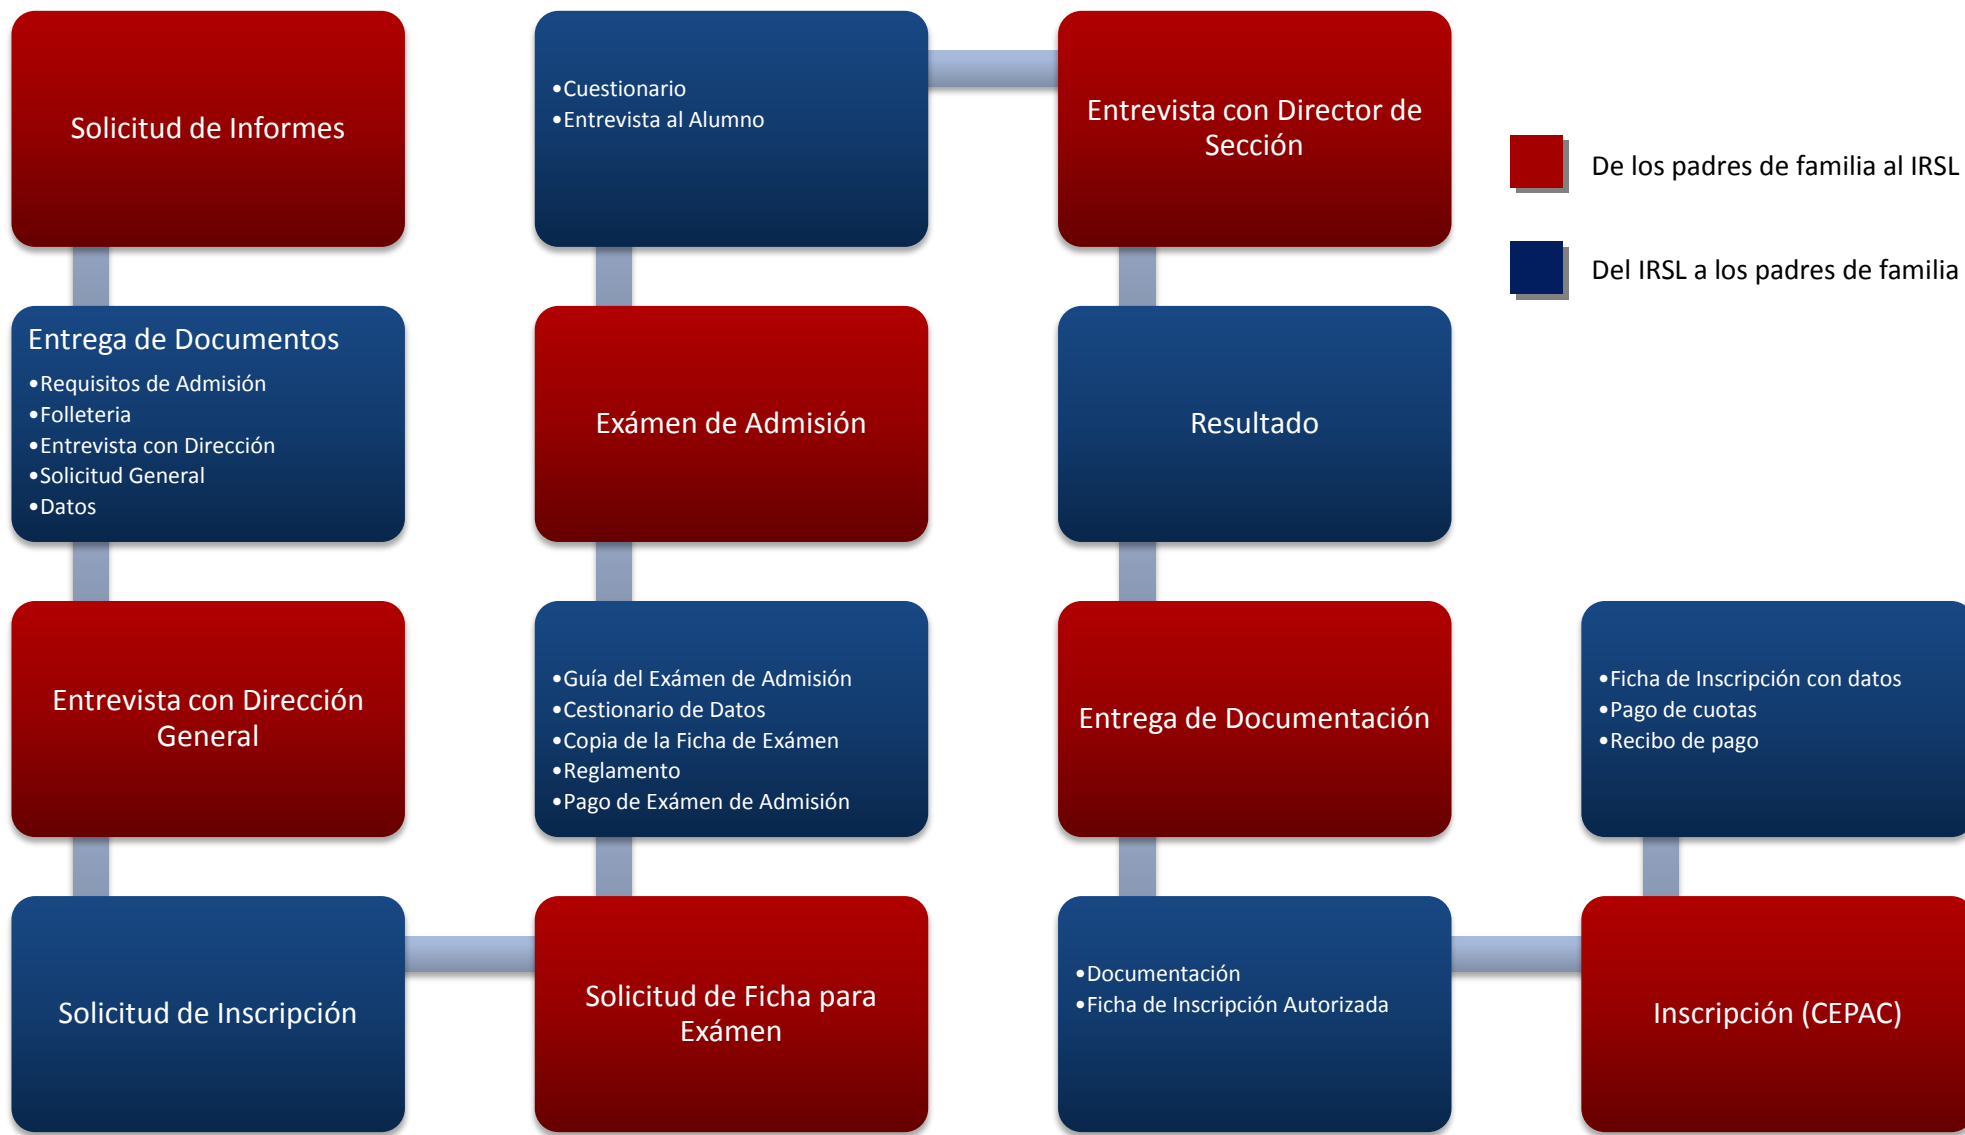 Solicitud de Informes
Entrega de Documentos
•Requisitos de Admisión
•Folleteria
•Entrevista con Dirección
•Solicitud General
•Datos
Entrevista con Dirección
General
Solicitud de Inscripción
Solicitud de Ficha para
Exámen
•Guía del Exámen de Admisión
•Cestionario de Datos
•Copia de la Ficha de Exámen
•Reglamento
•Pago de Exámen de Admisión
Exámen de Admisión
•Cuestionario
•Entrevista al Alumno
Entrevista con Director de
Sección
Resultado
Entrega de Documentación
•Documentación
•Ficha de Inscripción Autorizada
Inscripción (CEPAC)
•Ficha de Inscripción con datos
•Pago de cuotas
•Recibo de pago
De los padres de familia al IRSL
Del IRSL a los padres de familia